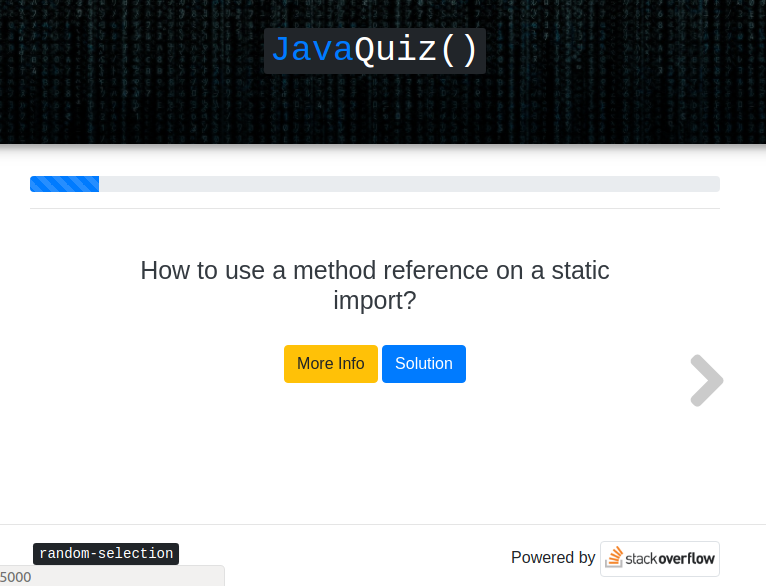 JavaQuiz()
How to use a method reference on a static
import?
More Info Solution
random-selection
Powered by stackoverflow
5000